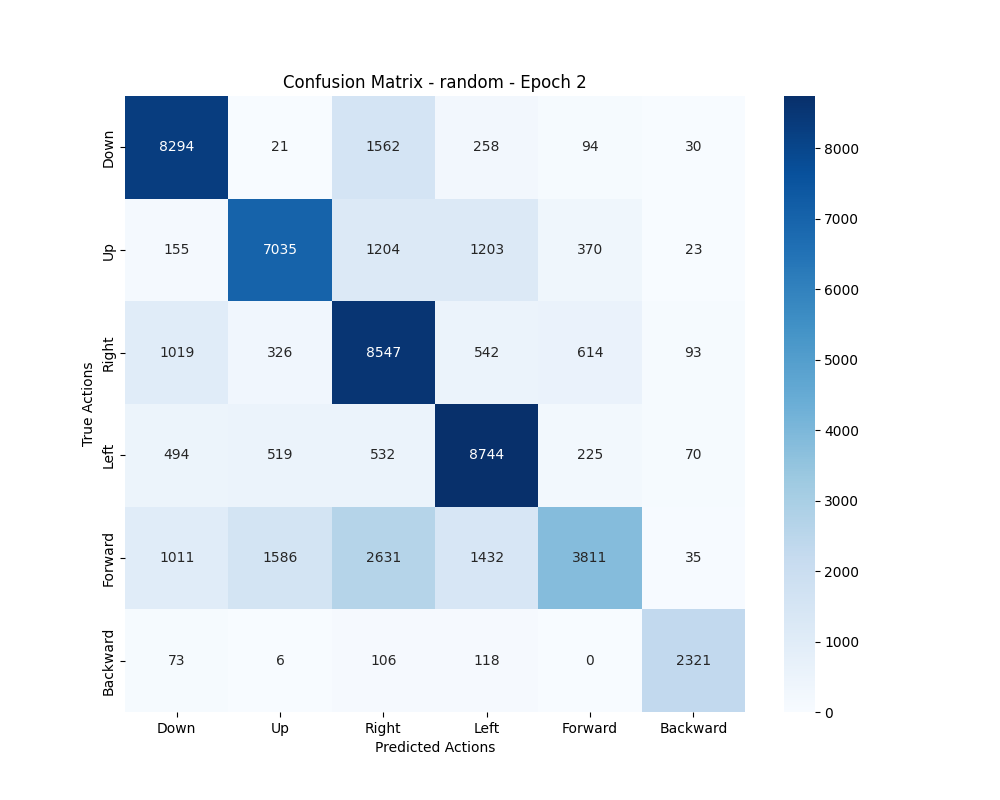 Confusion Matrix - random - Epoch 2
Down 8294 21 1562 258 94 30
Up 155 7035 1204 1203 370 23
Right 1019 326 8547 542 614 93
Left 494 519 532 8744 225 70
Forward 1011 1586 2631 1432 3811 35
Backward 73 6 106 118 0 2321
Down Up Right Left Forward Backward
Predicted Actions
True Actions
8000
7000
6000
5000
4000
3000
2000
1000
0